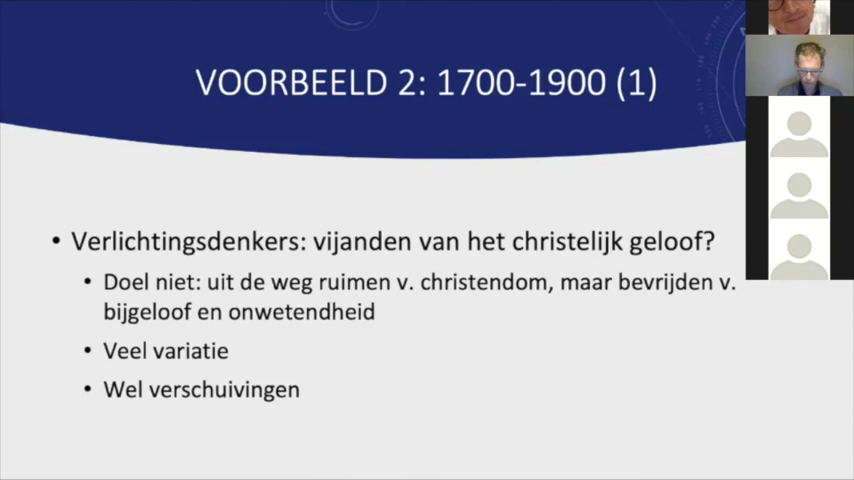 VOORBEELD 2: 1700-1900 (1)
• Verlichtingsdenkers: vijanden van het christelijk geloof?
• Doel niet: uit de weg ruimen v. christendom, maar bevrijden v.
bijgeloof en onwetendheid
• Veel variatie
• Wel verschuivingen